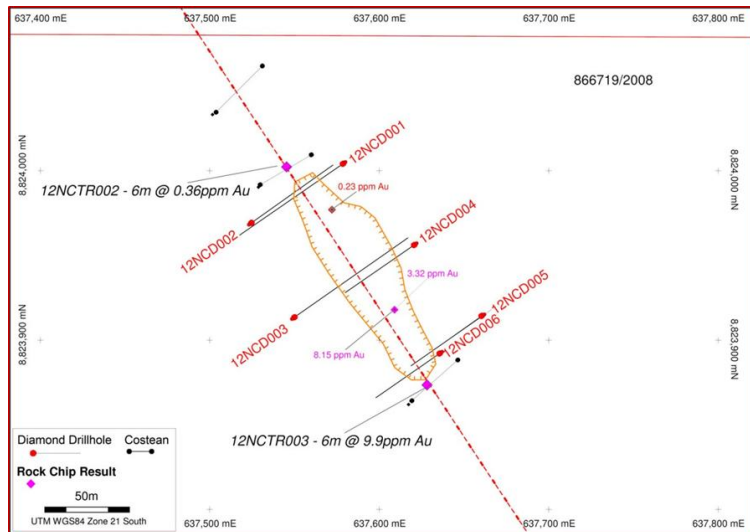 637,400 mE
637,500 mE
637,600 mE
637,700 mE
637,800 mE
866719/2008
12NCD001
8,824,000 mN
8,824,000 mN
12NCTR002 - 6m @ 0.36ppm Au
0.23 ppm Au
12NCD002
12NCD004
3.32 ppm Au
12NCD005
12NCD003
8.15 ppm Au
12NCD006
8,823,900 mN
8,823,900 mN
12NCTR003 - 6m @ 9.9ppm Au
Diamond Drillhole
Costean
Rock Chip Result
50m
UTM WGS84 Zone 21 South
637,500 mE
637,600 mE
637,700 mE
637,800 mE